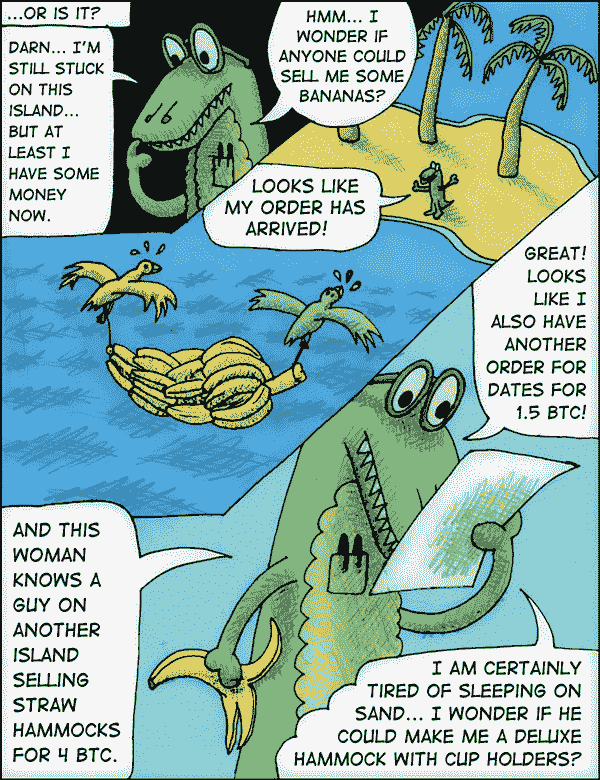 ...OR IS IT?
DARN... I'M
STILL STUCK
ON THIS
ISLAND...
BUT AT
LEAST I
HAVE SOME
MONEY
NOW.
HMM... I
WONDER IF
ANYONE COULD
SELL ME SOME
BANANAS?
LOOKS LIKE
MY ORDER HAS
ARRIVED!
GREAT!
LOOKS
LIKE I
ALSO HAVE
ANOTHER
ORDER FOR
DATES FOR
1.5 BTC!
AND THIS
WOMAN
KNOWS A
GUY ON
ANOTHER
ISLAND
SELLING
STRAW
HAMMOCKS
FOR 4 BTC.
I AM CERTAINLY
TIRED OF SLEEPING ON
SAND... I WONDER IF HE
COULD MAKE ME A DELUXE
HAMMOCK WITH CUP HOLDERS?